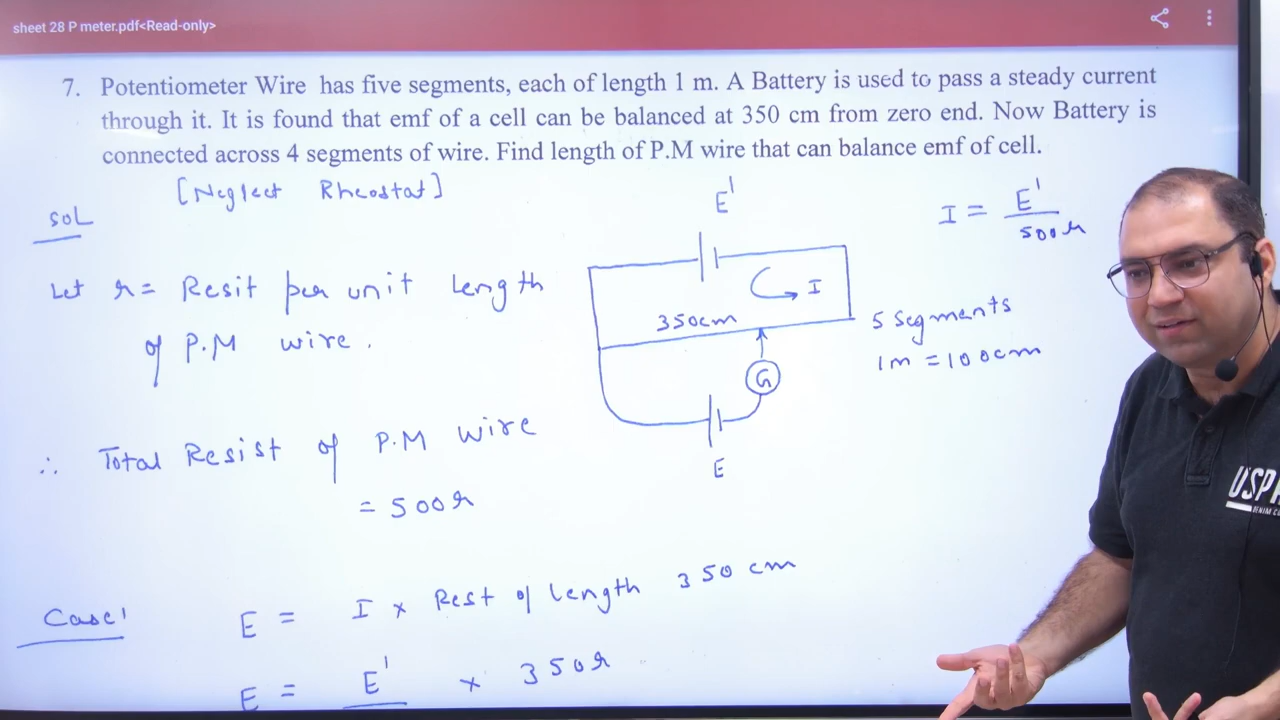 sheet 28 P meter.pdf<Read-only>
7. Potentiometer Wire has five segments, each of length 1 m. A Battery is used to pass a steady current
through it. It is found that emf of a cell can be balanced at 350 cm from zero end. Now Battery is
connected across 4 segments of wire. Find length of P.M wire that can balance emf of cell.
[Neglect Rheostat]
SOL
E'
I = E' / 500r
Let r = Resit per unit Length
of P.M wire.
I
350cm
5 segments
1m = 100cm
G
∴ Total Resist of P.M wire
= 500r
E
Case 1
E = I × Rest of length 350 cm
E = E' × 350r
USP
DENIM